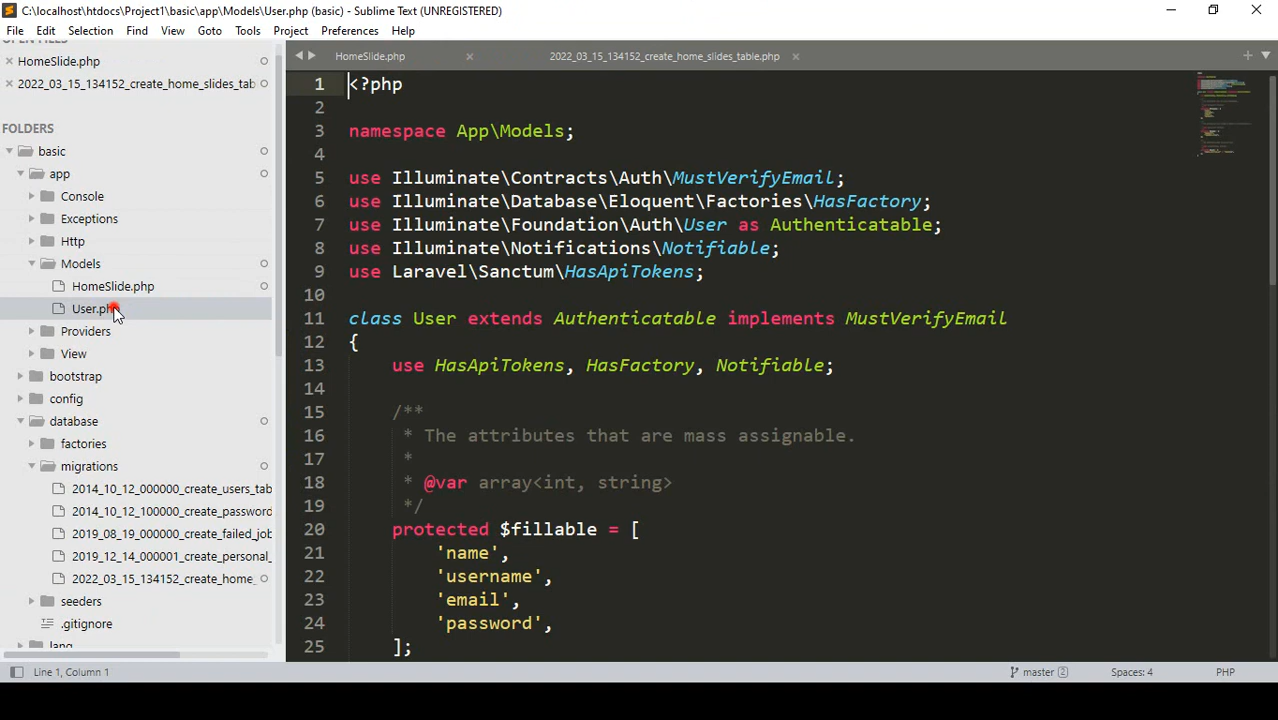 C:\localhost\htdocs\Project1\basic\app\Models\User.php (basic) - Sublime Text (UNREGISTERED)
File Edit Selection View Goto Tools Project Preferences Help
OPEN FILES
HomeSlide.php
2022_03_15_134152_create_home_slides_tab
FOLDERS
basic
app
Console
Exceptions
Http
Models
HomeSlide.php
User.ph
Providers
View
bootstrap
config
database
factories
migrations
2014_10_12_000000_create_users_tab
2014_10_12_100000_create_password
2019_08_19_000000_create_failed_job
2019_12_14_000001_create_personal_
2022_03_15_134152_create_home_
seeders
.gitignore
lang
HomeSlide.php 2022_03_15_134152_create_home_slides_table.php
1 <?php
2
3 namespace App\Models;
4
5 use Illuminate\Contracts\Auth\MustVerifyEmail;
6 use Illuminate\Database\Eloquent\Factories\HasFactory;
7 use Illuminate\Foundation\Auth\User as Authenticatable;
8 use Illuminate\Notifications\Notifiable;
9 use Laravel\Sanctum\HasApiTokens;
10
11 class User extends Authenticatable implements MustVerifyEmail
12 {
13 use HasApiTokens, HasFactory, Notifiable;
14
15 /**
16 * The attributes that are mass assignable.
17 *
18 * @var array<int, string>
19 */
20 protected $fillable = [
21 'name',
22 'username',
23 'email',
24 'password',
25 ];
Line 1, Column 1
master 2
Spaces: 4
PHP